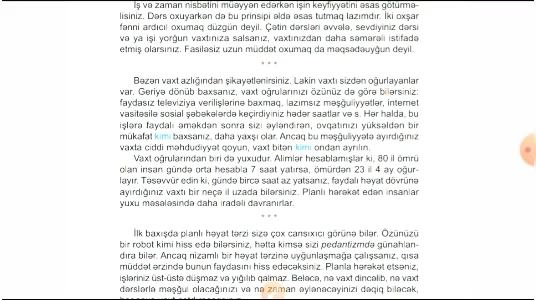 İş və zaman nisbətini müəyyən edərkən işin keyfiyyətini əsas götürmə-
lisiniz. Dərs oxuyarkən də bu prinsipi əldə əsas tutmaq lazımdır. İki oxşar
fənni ardıcıl oxumaq düzgün deyil. Çətin dərsləri əvvələ, sevdiyiniz dərsi
və ya işi yorğun vaxtınıza salsanız, vaxtınızdan daha səmərəli istifadə
etmiş olarsınız. Fasiləsiz uzun müddət oxumaq da məqsədəuyğun deyil.
* * *
Bəzən vaxt azlığından şikayətlənirsiniz. Lakin vaxtı sizdən oğurlayanlar
var. Geriyə dönüb baxsanız, vaxt oğrularınızı özünüz də görə bilərsiniz:
faydasız televiziya verilişlərinə baxmaq, lazımsız məşğuliyyətlər, internet
vasitəsilə sosial şəbəkələrdə keçirdiyiniz hədər saatlar və s. Hər halda, bu
işlərə faydalı əməkdən sonra sizi əyləndirən, ovqatınızı yüksəldən bir
mükafat kimi baxsanız, daha yaxşı olar. Ancaq bu məşğuliyyətə ayırdığınız
vaxta ciddi məhdudiyyət qoyun, vaxt bitən kimi ondan ayrılın.
Vaxt oğrularından biri də yuxudur. Alimlər hesablamışlar ki, 80 il ömrü
olan insan gündə orta hesabla 7 saat yatırsa, ömürdən 23 il 4 ay oğur-
layır. Təsəvvür edin ki, gündə bircə saat az yatsanız, faydalı həyat dövrünə
ayırdığınız vaxtı bir neçə il uzada bilərsiniz. Planlı hərəkət edən insanlar
yuxu məsələsində daha iradəli davranırlar.
* * *
İlk baxışda planlı həyat tərzi sizə çox cansıxıcı görünə bilər. Özünüzü
bir robot kimi hiss edə bilərsiniz, hətta kimsə sizi pedantizmdə günahlan-
dıra bilər. Ancaq nizamlı bir həyat tərzinə uyğunlaşmağa çalışsanız, qısa
müddət ərzində bunun faydasını hiss edəcəksiniz. Planla hərəkət etsəniz,
işləriniz üst-üstə düşməz və yığılıb qalmaz. Beləcə, nə vaxt dincəlib, nə vaxt
dərslərlə məşğul olacağınızı və nə zaman əylənəcəyinizi dəqiq biləcək,